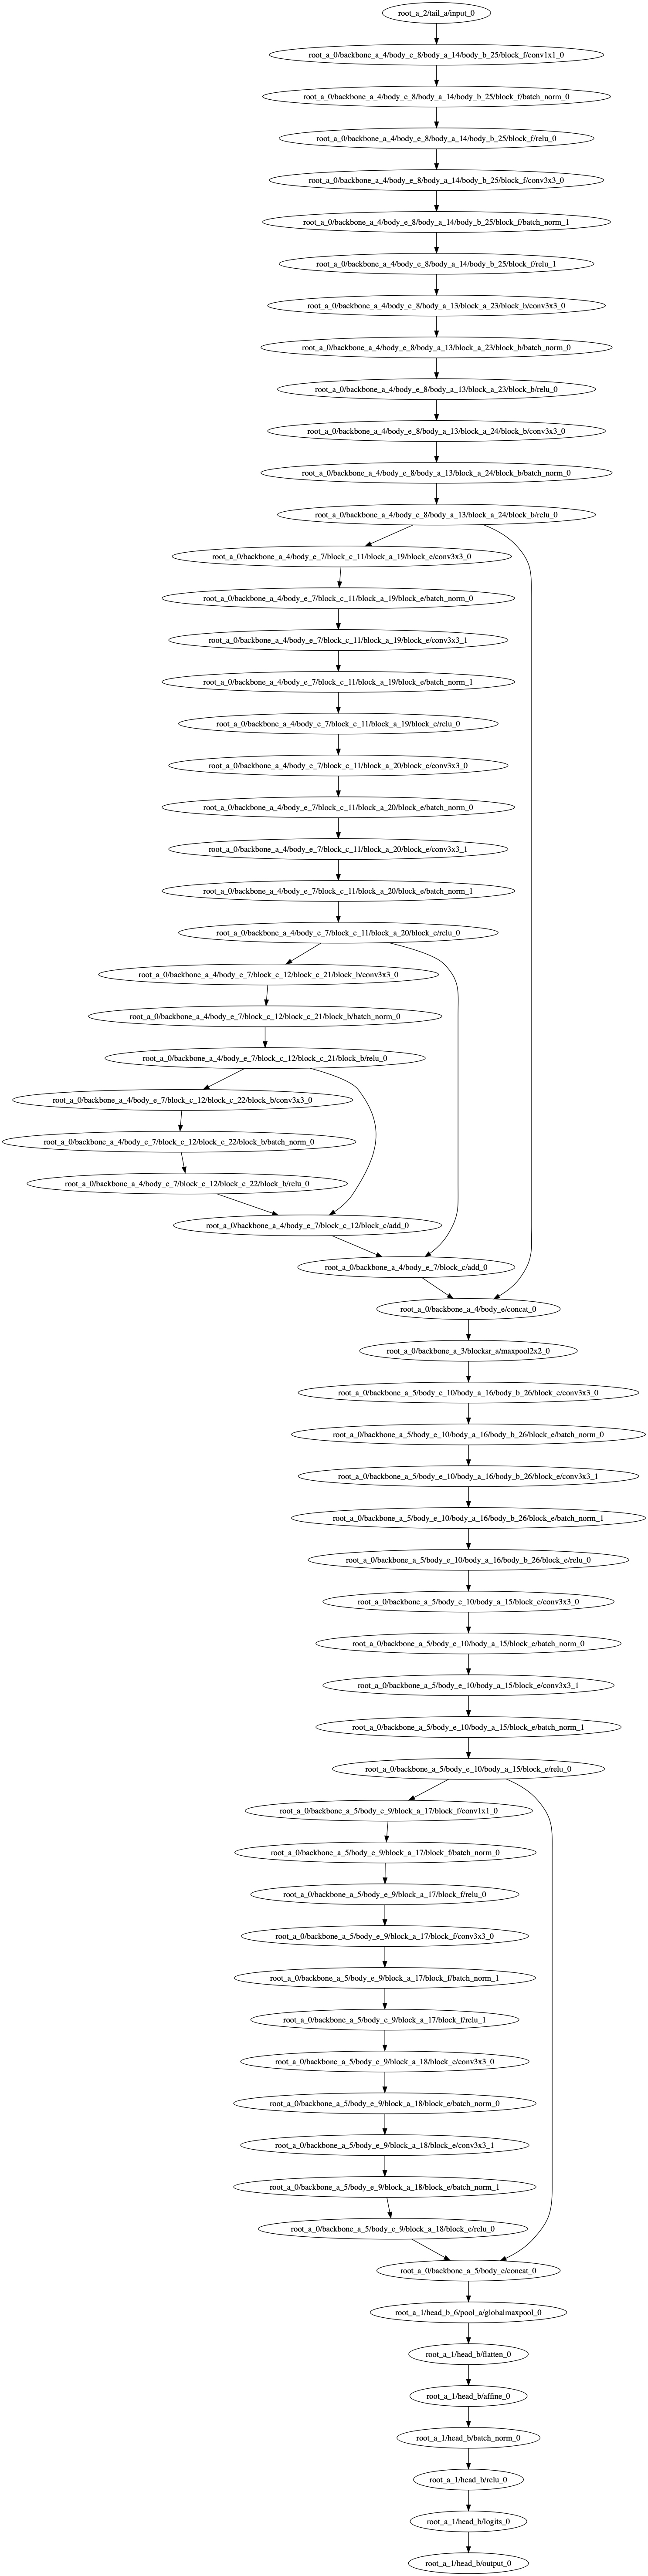 root_a_2/tail_a/input_0
root_a_0/backbone_a_4/body_e_8/body_a_14/body_b_25/block_f/conv1x1_0
root_a_0/backbone_a_4/body_e_8/body_a_14/body_b_25/block_f/batch_norm_0
root_a_0/backbone_a_4/body_e_8/body_a_14/body_b_25/block_f/relu_0
root_a_0/backbone_a_4/body_e_8/body_a_14/body_b_25/block_f/conv3x3_0
root_a_0/backbone_a_4/body_e_8/body_a_14/body_b_25/block_f/batch_norm_1
root_a_0/backbone_a_4/body_e_8/body_a_14/body_b_25/block_f/relu_1
root_a_0/backbone_a_4/body_e_8/body_a_13/block_a_23/block_b/conv3x3_0
root_a_0/backbone_a_4/body_e_8/body_a_13/block_a_23/block_b/batch_norm_0
root_a_0/backbone_a_4/body_e_8/body_a_13/block_a_23/block_b/relu_0
root_a_0/backbone_a_4/body_e_8/body_a_13/block_a_24/block_b/conv3x3_0
root_a_0/backbone_a_4/body_e_8/body_a_13/block_a_24/block_b/batch_norm_0
root_a_0/backbone_a_4/body_e_8/body_a_13/block_a_24/block_b/relu_0
root_a_0/backbone_a_4/body_e_7/block_c_11/block_a_19/block_e/conv3x3_0
root_a_0/backbone_a_4/body_e_7/block_c_11/block_a_19/block_e/batch_norm_0
root_a_0/backbone_a_4/body_e_7/block_c_11/block_a_19/block_e/conv3x3_1
root_a_0/backbone_a_4/body_e_7/block_c_11/block_a_19/block_e/batch_norm_1
root_a_0/backbone_a_4/body_e_7/block_c_11/block_a_19/block_e/relu_0
root_a_0/backbone_a_4/body_e_7/block_c_11/block_a_20/block_e/conv3x3_0
root_a_0/backbone_a_4/body_e_7/block_c_11/block_a_20/block_e/batch_norm_0
root_a_0/backbone_a_4/body_e_7/block_c_11/block_a_20/block_e/conv3x3_1
root_a_0/backbone_a_4/body_e_7/block_c_11/block_a_20/block_e/batch_norm_1
root_a_0/backbone_a_4/body_e_7/block_c_11/block_a_20/block_e/relu_0
root_a_0/backbone_a_4/body_e_7/block_c_12/block_c_21/block_b/conv3x3_0
root_a_0/backbone_a_4/body_e_7/block_c_12/block_c_21/block_b/batch_norm_0
root_a_0/backbone_a_4/body_e_7/block_c_12/block_c_21/block_b/relu_0
root_a_0/backbone_a_4/body_e_7/block_c_12/block_c_22/block_b/conv3x3_0
root_a_0/backbone_a_4/body_e_7/block_c_12/block_c_22/block_b/batch_norm_0
root_a_0/backbone_a_4/body_e_7/block_c_12/block_c_22/block_b/relu_0
root_a_0/backbone_a_4/body_e_7/block_c_12/block_c/add_0
root_a_0/backbone_a_4/body_e_7/block_c/add_0
root_a_0/backbone_a_4/body_e/concat_0
root_a_0/backbone_a_3/blocksr_a/maxpool2x2_0
root_a_0/backbone_a_5/body_e_10/body_a_16/body_b_26/block_e/conv3x3_0
root_a_0/backbone_a_5/body_e_10/body_a_16/body_b_26/block_e/batch_norm_0
root_a_0/backbone_a_5/body_e_10/body_a_16/body_b_26/block_e/conv3x3_1
root_a_0/backbone_a_5/body_e_10/body_a_16/body_b_26/block_e/batch_norm_1
root_a_0/backbone_a_5/body_e_10/body_a_16/body_b_26/block_e/relu_0
root_a_0/backbone_a_5/body_e_10/body_a_15/block_e/conv3x3_0
root_a_0/backbone_a_5/body_e_10/body_a_15/block_e/batch_norm_0
root_a_0/backbone_a_5/body_e_10/body_a_15/block_e/conv3x3_1
root_a_0/backbone_a_5/body_e_10/body_a_15/block_e/batch_norm_1
root_a_0/backbone_a_5/body_e_10/body_a_15/block_e/relu_0
root_a_0/backbone_a_5/body_e_9/block_a_17/block_f/conv1x1_0
root_a_0/backbone_a_5/body_e_9/block_a_17/block_f/batch_norm_0
root_a_0/backbone_a_5/body_e_9/block_a_17/block_f/relu_0
root_a_0/backbone_a_5/body_e_9/block_a_17/block_f/conv3x3_0
root_a_0/backbone_a_5/body_e_9/block_a_17/block_f/batch_norm_1
root_a_0/backbone_a_5/body_e_9/block_a_17/block_f/relu_1
root_a_0/backbone_a_5/body_e_9/block_a_18/block_e/conv3x3_0
root_a_0/backbone_a_5/body_e_9/block_a_18/block_e/batch_norm_0
root_a_0/backbone_a_5/body_e_9/block_a_18/block_e/conv3x3_1
root_a_0/backbone_a_5/body_e_9/block_a_18/block_e/batch_norm_1
root_a_0/backbone_a_5/body_e_9/block_a_18/block_e/relu_0
root_a_0/backbone_a_5/body_e/concat_0
root_a_1/head_b_6/pool_a/globalmaxpool_0
root_a_1/head_b/flatten_0
root_a_1/head_b/affine_0
root_a_1/head_b/batch_norm_0
root_a_1/head_b/relu_0
root_a_1/head_b/logits_0
root_a_1/head_b/output_0